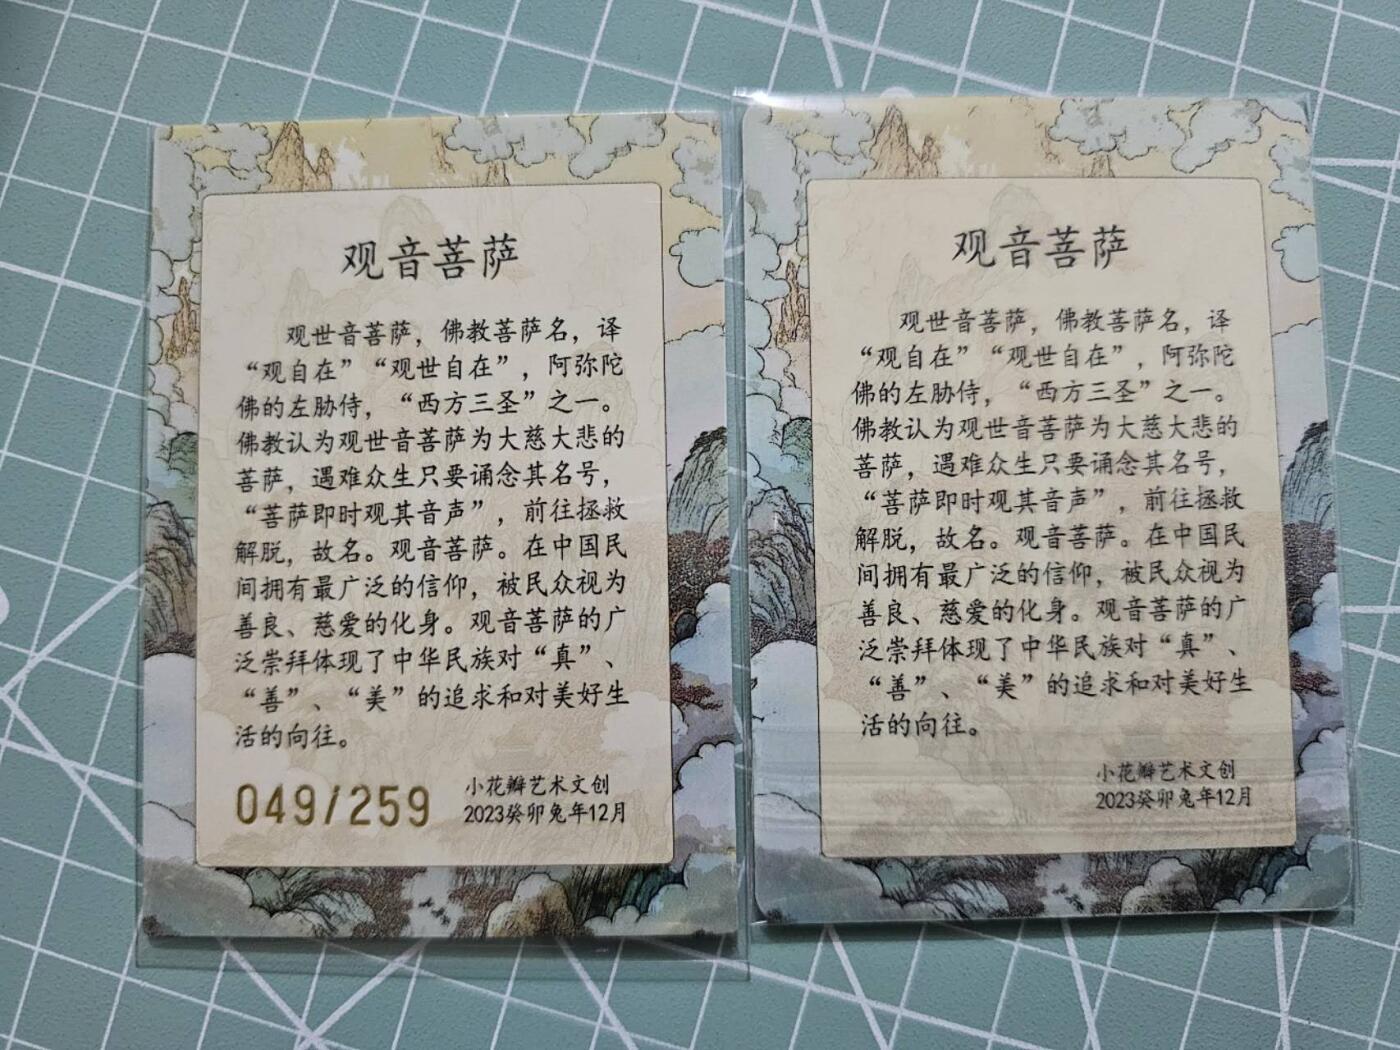 观音菩萨
观世音菩萨，佛教菩萨名，译
“观自在”“观世自在”，阿弥陀
佛的左胁侍，“西方三圣”之一。
佛教认为观世音菩萨为大慈大悲的
菩萨，遇难众生只要诵念其名号，
“菩萨即时观其音声”，前往拯救
解脱，故名。观音菩萨。在中国民
间拥有最广泛的信仰，被民众视为
善良、慈爱的化身。观音菩萨的广
泛崇拜体现了中华民族对“真”、
“善”、“美”的追求和对美好生
活的向往。
049/259
小花瓣艺术文创
2023癸卯兔年12月
观音菩萨
观世音菩萨，佛教菩萨名，译
“观自在”“观世自在”，阿弥陀
佛的左胁侍，“西方三圣”之一。
佛教认为观世音菩萨为大慈大悲的
菩萨，遇难众生只要诵念其名号，
“菩萨即时观其音声”，前往拯救
解脱，故名。观音菩萨。在中国民
间拥有最广泛的信仰，被民众视为
善良、慈爱的化身。观音菩萨的广
泛崇拜体现了中华民族对“真”、
“善”、“美”的追求和对美好生
活的向往。
小花瓣艺术文创
2023癸卯兔年12月